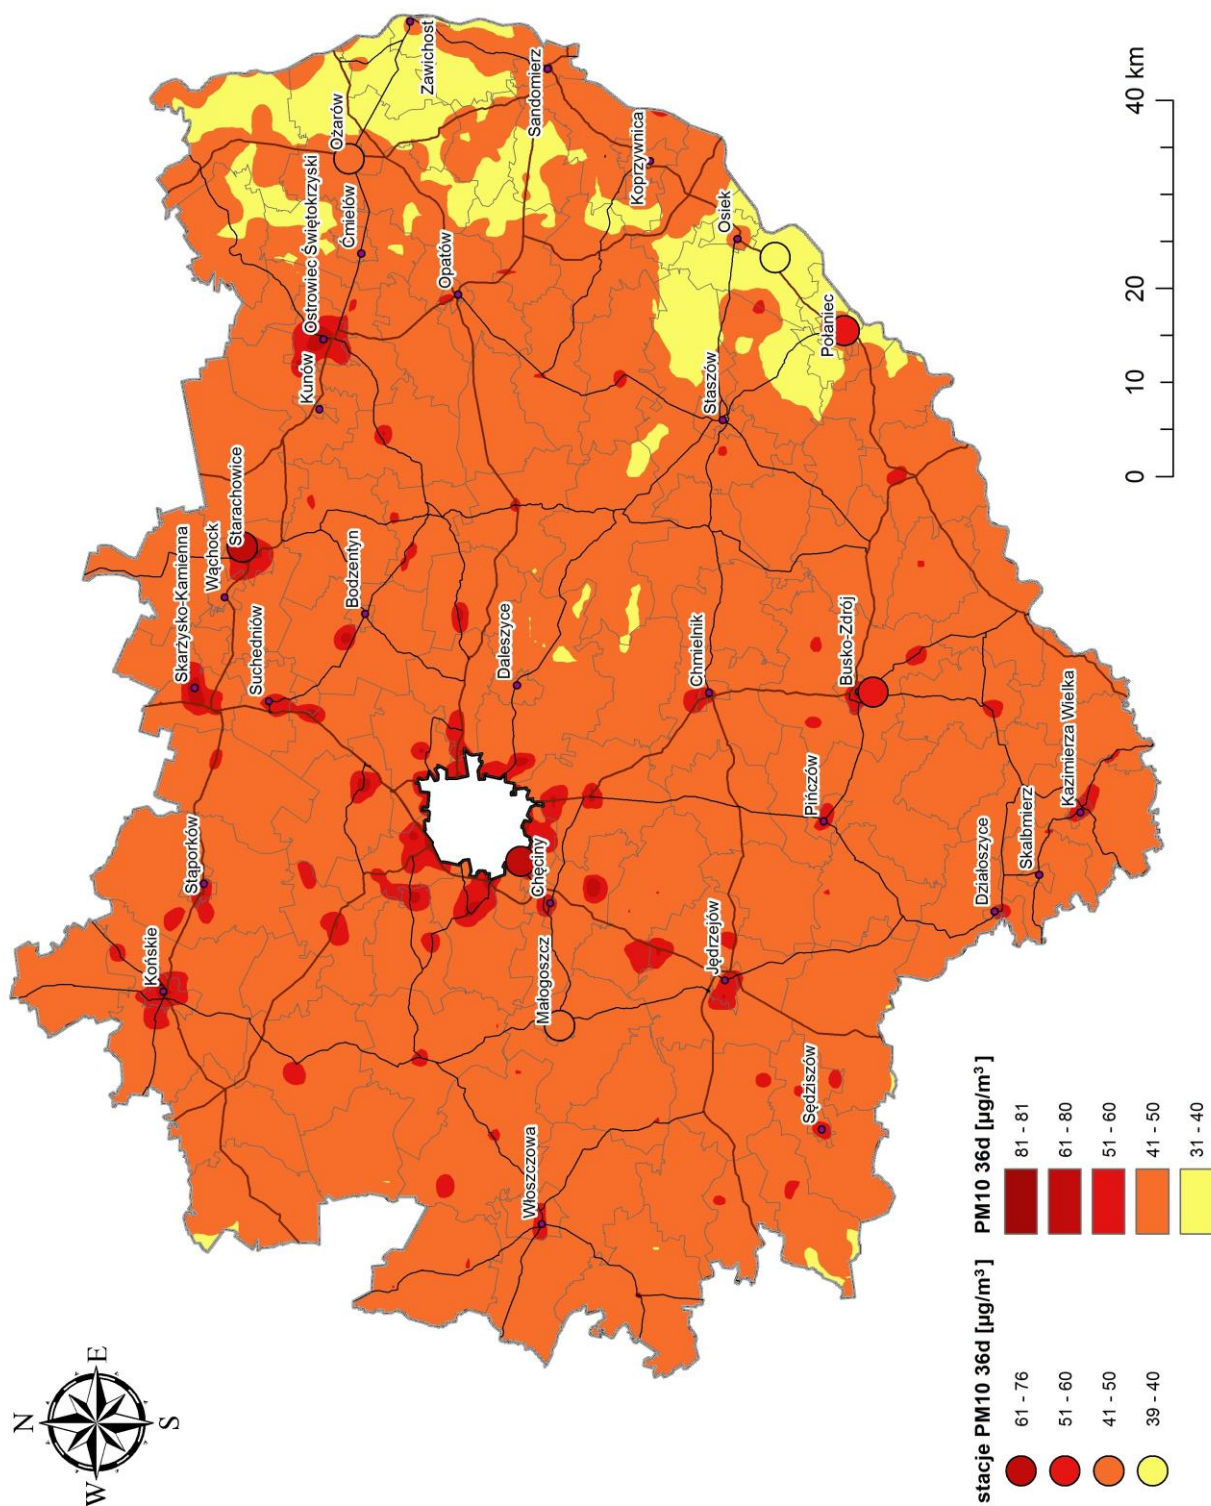 N
W E
S
Końskie
Skarżysko-Kamienna
Stąporków
Wąchock
Starachowice
Suchedniów
Kunów
Ostrowiec Świętokrzyski
Ożarów
Ćmielów
Bodzentyn
Zawichost
Opatów
Daleszyce
Włoszczowa
Sandomierz
Chęciny
Małogoszcz
Koprzywnica
Chmielnik
Staszów
Jędrzejów
Osiek
Sędziszów
Pińczów
Połaniec
Busko-Zdrój
Działoszyce
Skalbmierz
Kazimierza Wielka
stacje PM10 36d [µg/m³]
61 - 76
51 - 60
41 - 50
39 - 40
PM10 36d [µg/m³]
81 - 81
61 - 80
51 - 60
41 - 50
31 - 40
0 10 20 40 km